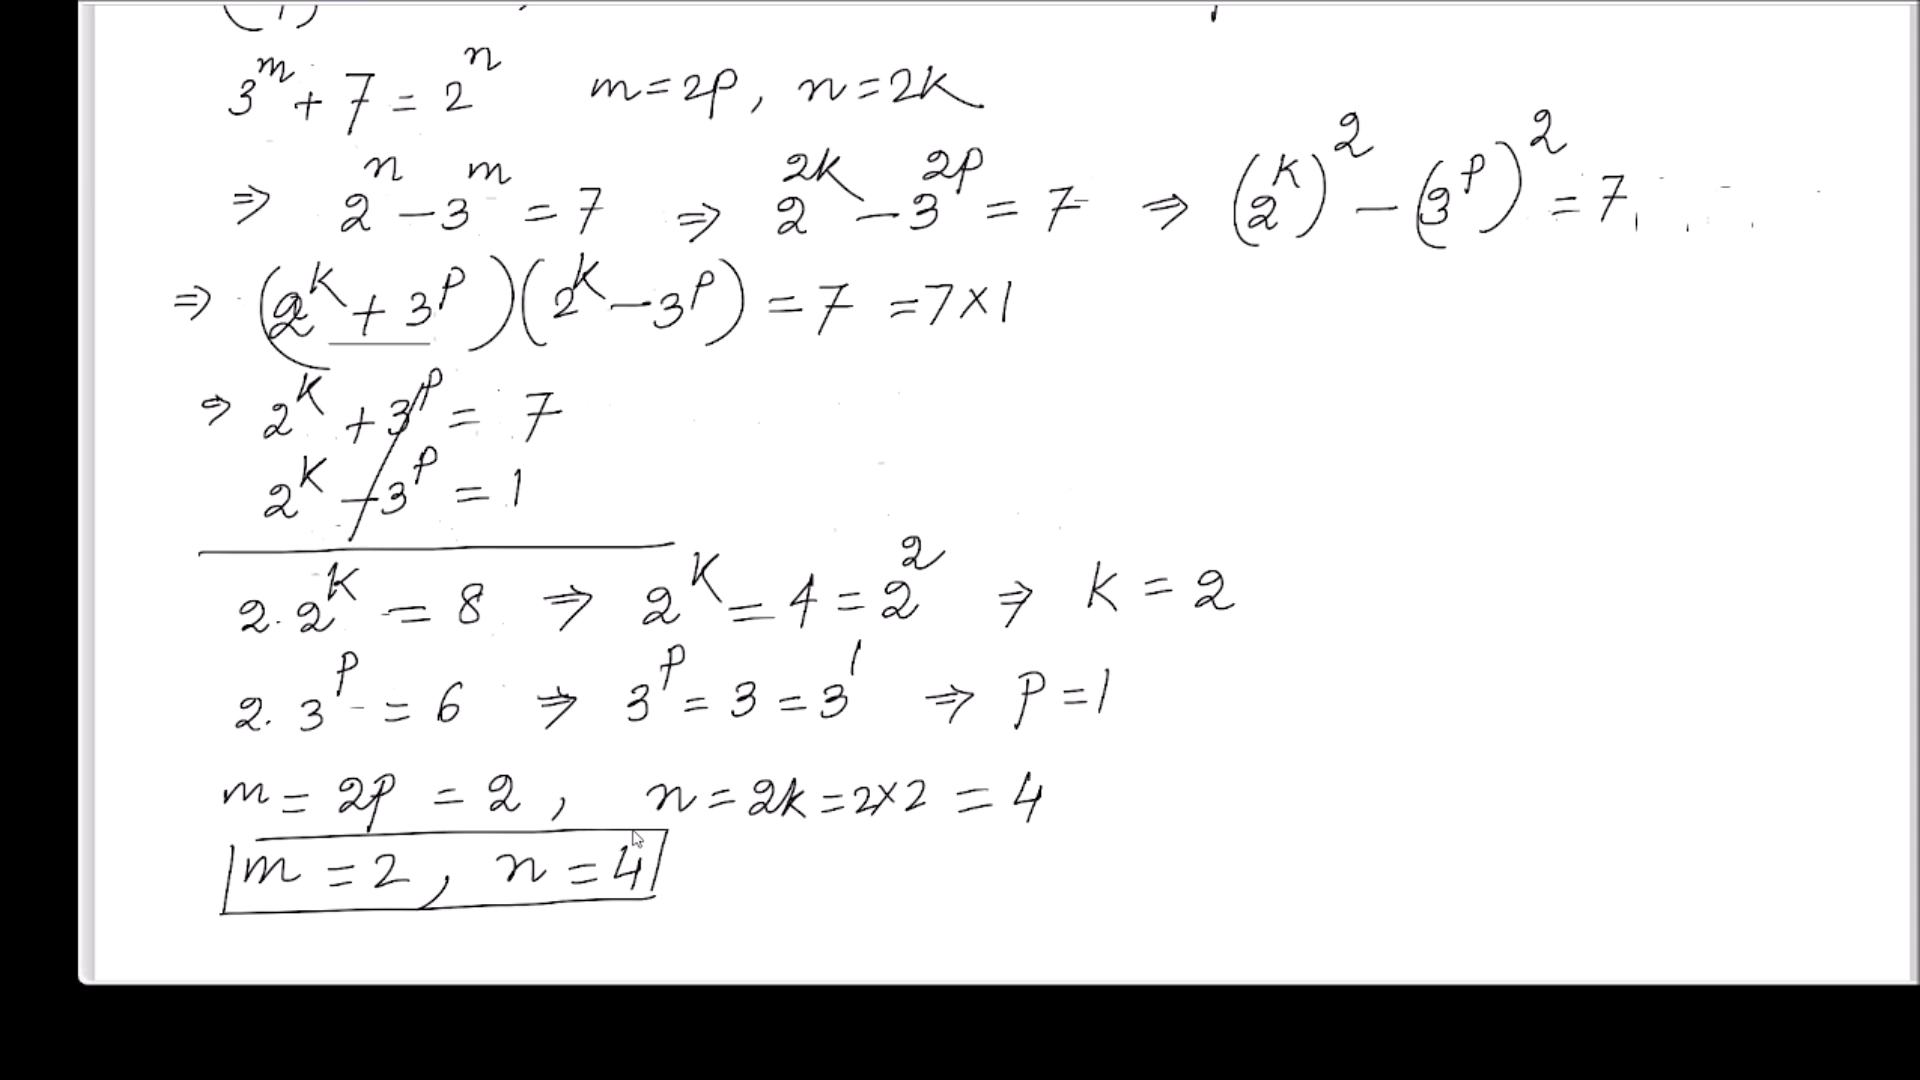 3^m + 7 = 2^n  m = 2p, n = 2k
⇒ 2^n - 3^m = 7 ⇒ 2^2k - 3^2p = 7 ⇒ (2^k)^2 - (3^p)^2 = 7
⇒ (2^k + 3^p)(2^k - 3^p) = 7 = 7×1
⇒ 2^k + 3^p = 7
2^k - 3^p = 1
2·2^k = 8 ⇒ 2^k = 4 = 2^2 ⇒ k = 2
2·3^p = 6 ⇒ 3^p = 3 = 3^1 ⇒ p = 1
m = 2p = 2, n = 2k = 2×2 = 4
m = 2, n = 4